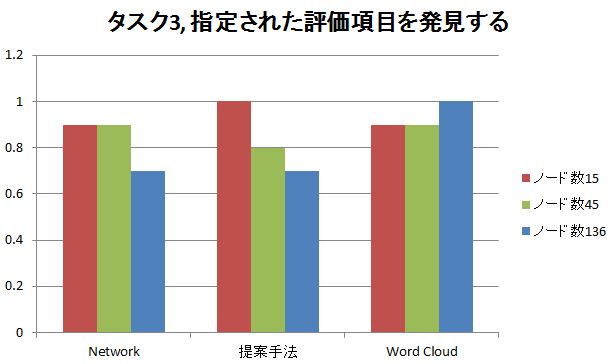 タスク3, 指定された評価項目を発見する
1.2
1
0.8
0.6
0.4
0.2
0
Network
提案手法
Word Cloud
ノード数15
ノード数45
ノード数136